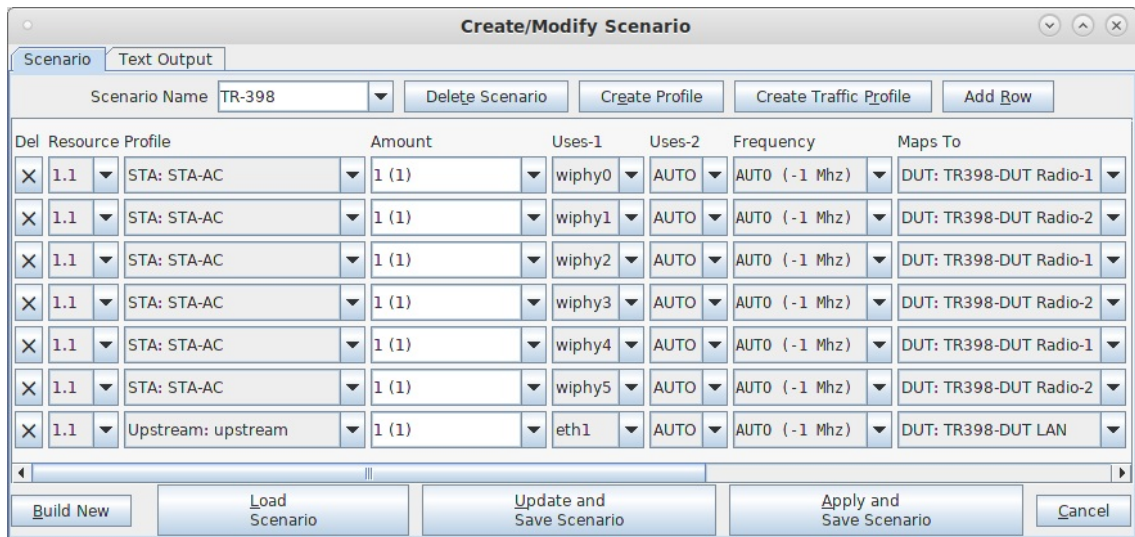 Create/Modify Scenario
Scenario Text Output
Scenario Name TR-398 Delete Scenario Create Profile Create Traffic Profile Add Row
Del Resource Profile Amount Uses-1 Uses-2 Frequency Maps To
X 1.1 STA: STA-AC 1 (1) wiphy0 AUTO AUTO (-1 Mhz) DUT: TR398-DUT Radio-1
X 1.1 STA: STA-AC 1 (1) wiphy1 AUTO AUTO (-1 Mhz) DUT: TR398-DUT Radio-2
X 1.1 STA: STA-AC 1 (1) wiphy2 AUTO AUTO (-1 Mhz) DUT: TR398-DUT Radio-1
X 1.1 STA: STA-AC 1 (1) wiphy3 AUTO AUTO (-1 Mhz) DUT: TR398-DUT Radio-2
X 1.1 STA: STA-AC 1 (1) wiphy4 AUTO AUTO (-1 Mhz) DUT: TR398-DUT Radio-1
X 1.1 STA: STA-AC 1 (1) wiphy5 AUTO AUTO (-1 Mhz) DUT: TR398-DUT Radio-2
X 1.1 Upstream: upstream 1 (1) eth1 AUTO AUTO (-1 Mhz) DUT: TR398-DUT LAN
Build New Load Update and Apply and Cancel
Scenario Save Scenario Save Scenario